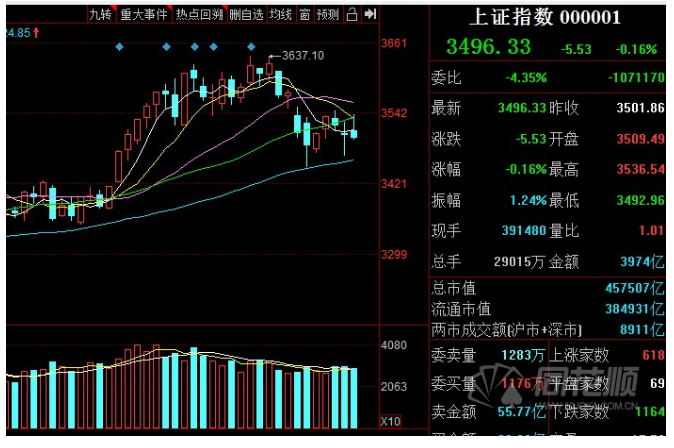 九转 重大事件 热点回溯 删自选 均线 窗 预测
24.85
3661
3637.10
3542
3421
3299
4080
2063
X10
上证指数 000001
3496.33 -5.53 -0.16%
委比 -4.35% -1071170
最新 3496.33 昨收 3501.86
涨跌 -5.53 开盘 3509.49
涨幅 -0.16% 最高 3536.54
振幅 1.24% 最低 3492.96
现手 391480 量比 1.01
总手 29015万 金额 3974亿
总市值 457507亿
流通市值 384931亿
两市成交额(沪市+深市) 8911亿
委卖量 1283万 上涨家数 618
委买量 1176万 平盘家数 69
卖金额 55.77亿 下跌家数 1164
同花顺